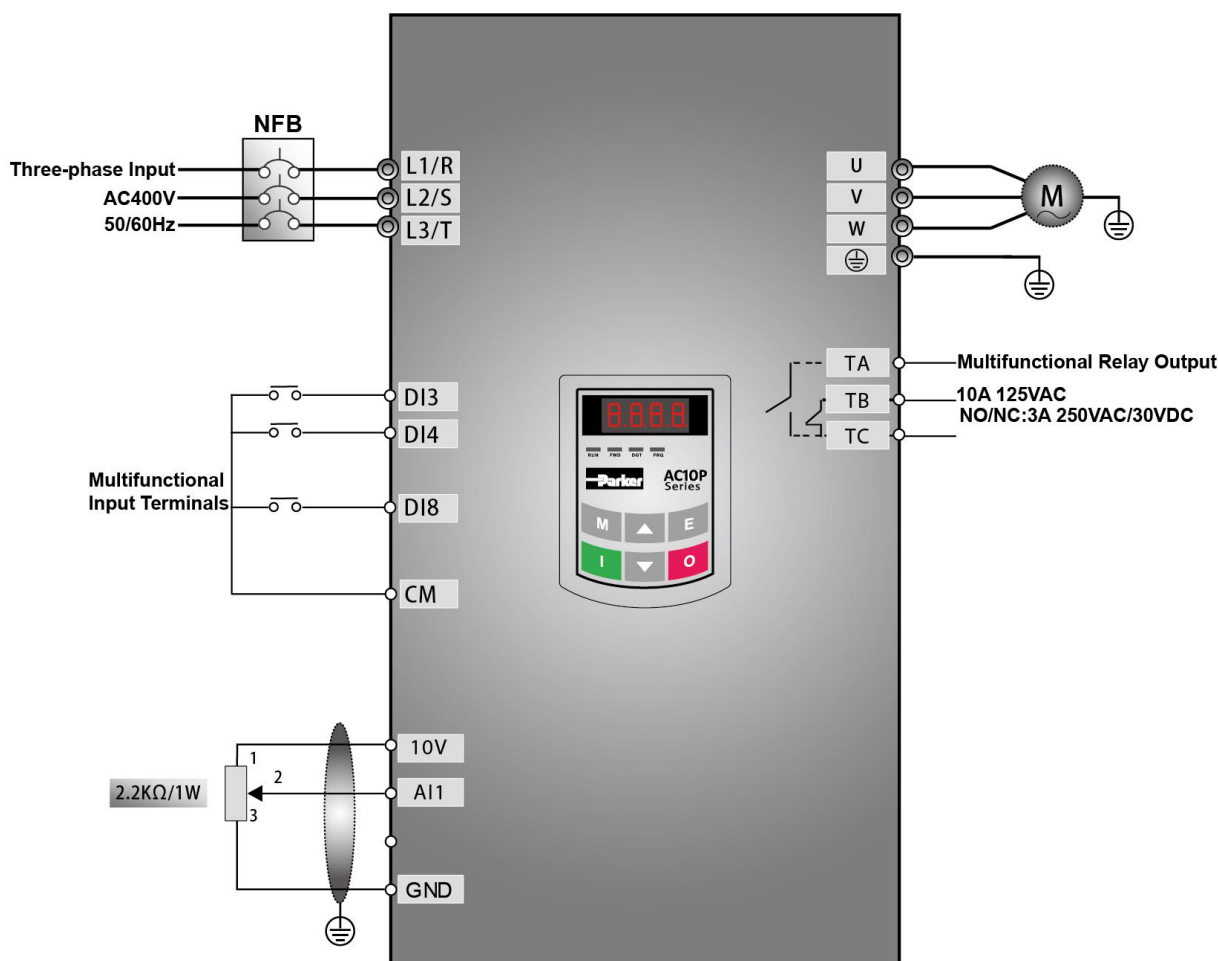 NFB
Three-phase Input
AC400V
50/60Hz
L1/R
L2/S
L3/T
U
V
W
M
TA
TB
TC
Multifunctional Relay Output
10A 125VAC
NO/NC:3A 250VAC/30VDC
DI3
DI4
DI8
CM
Multifunctional
Input Terminals
8.8.8.8
RUN FWD DGT FRG
Parker
AC10P
Series
M
E
I
O
10V
AI1
GND
1
2
3
2.2KΩ/1W